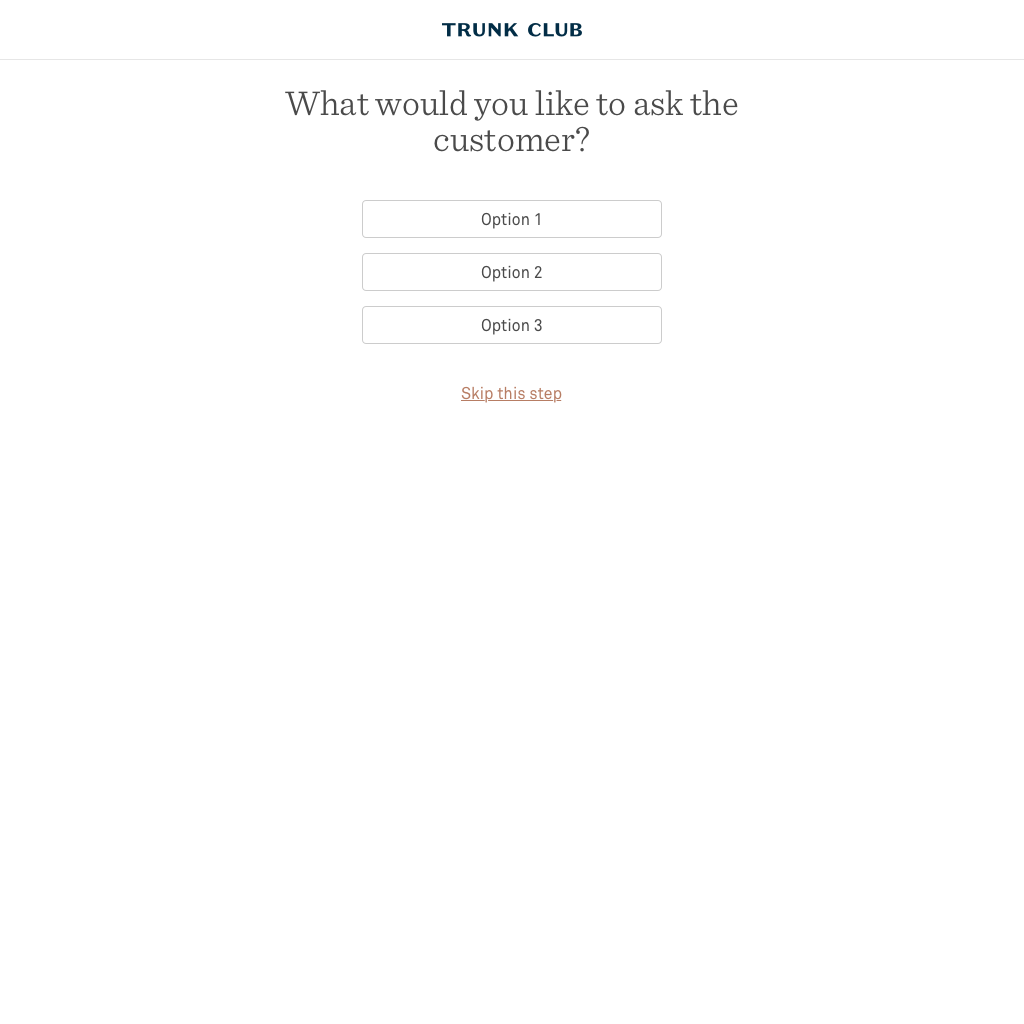 TRUNK CLUB
What would you like to ask the
customer?
Option 1
Option 2
Option 3
Skip this step